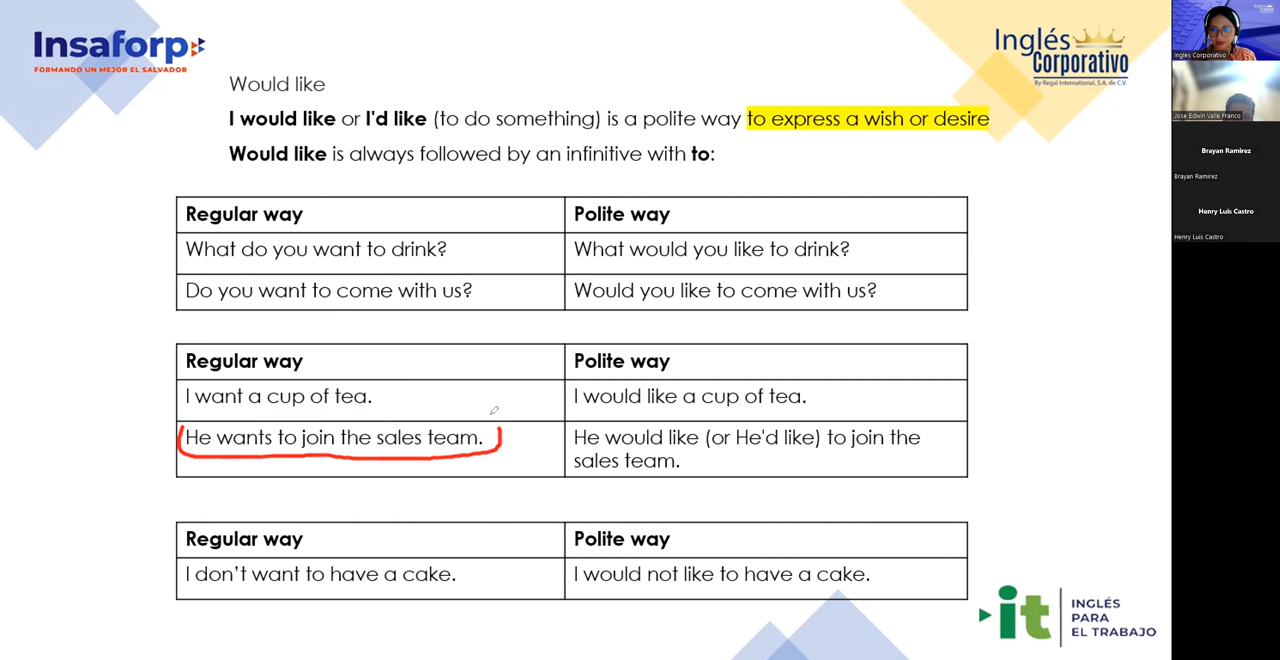 Insaforp
FORMANDO UN MEJOR EL SALVADOR
Inglés
Corporativo
By Regal International, S.A. de C.V.
Would like
I would like or I'd like (to do something) is a polite way to express a wish or desire
Would like is always followed by an infinitive with to:
Regular way
Polite way
What do you want to drink?
What would you like to drink?
Do you want to come with us?
Would you like to come with us?
Regular way
Polite way
I want a cup of tea.
I would like a cup of tea.
He wants to join the sales team.
He would like (or He'd like) to join the
sales team.
Regular way
Polite way
I don't want to have a cake.
I would not like to have a cake.
it
INGLÉS
PARA
EL TRABAJO
Ingles Corporativo
Jose Edwin Valle Franco
Brayan Ramirez
Brayan Ramirez
Henry Luis Castro
Henry Luis Castro